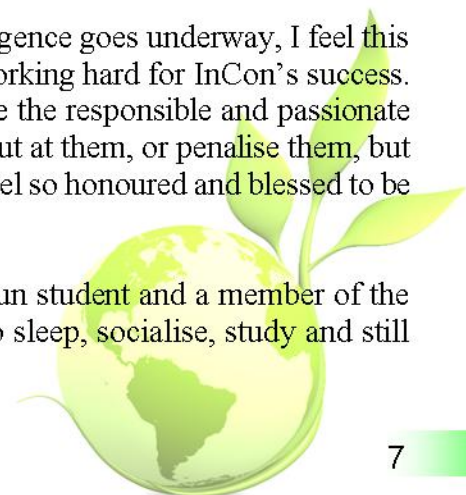 gence goes underway, I feel this
orking hard for InCon's success.
e the responsible and passionate
ut at them, or penalise them, but
el so honoured and blessed to be
un student and a member of the
o sleep, socialise, study and still
7